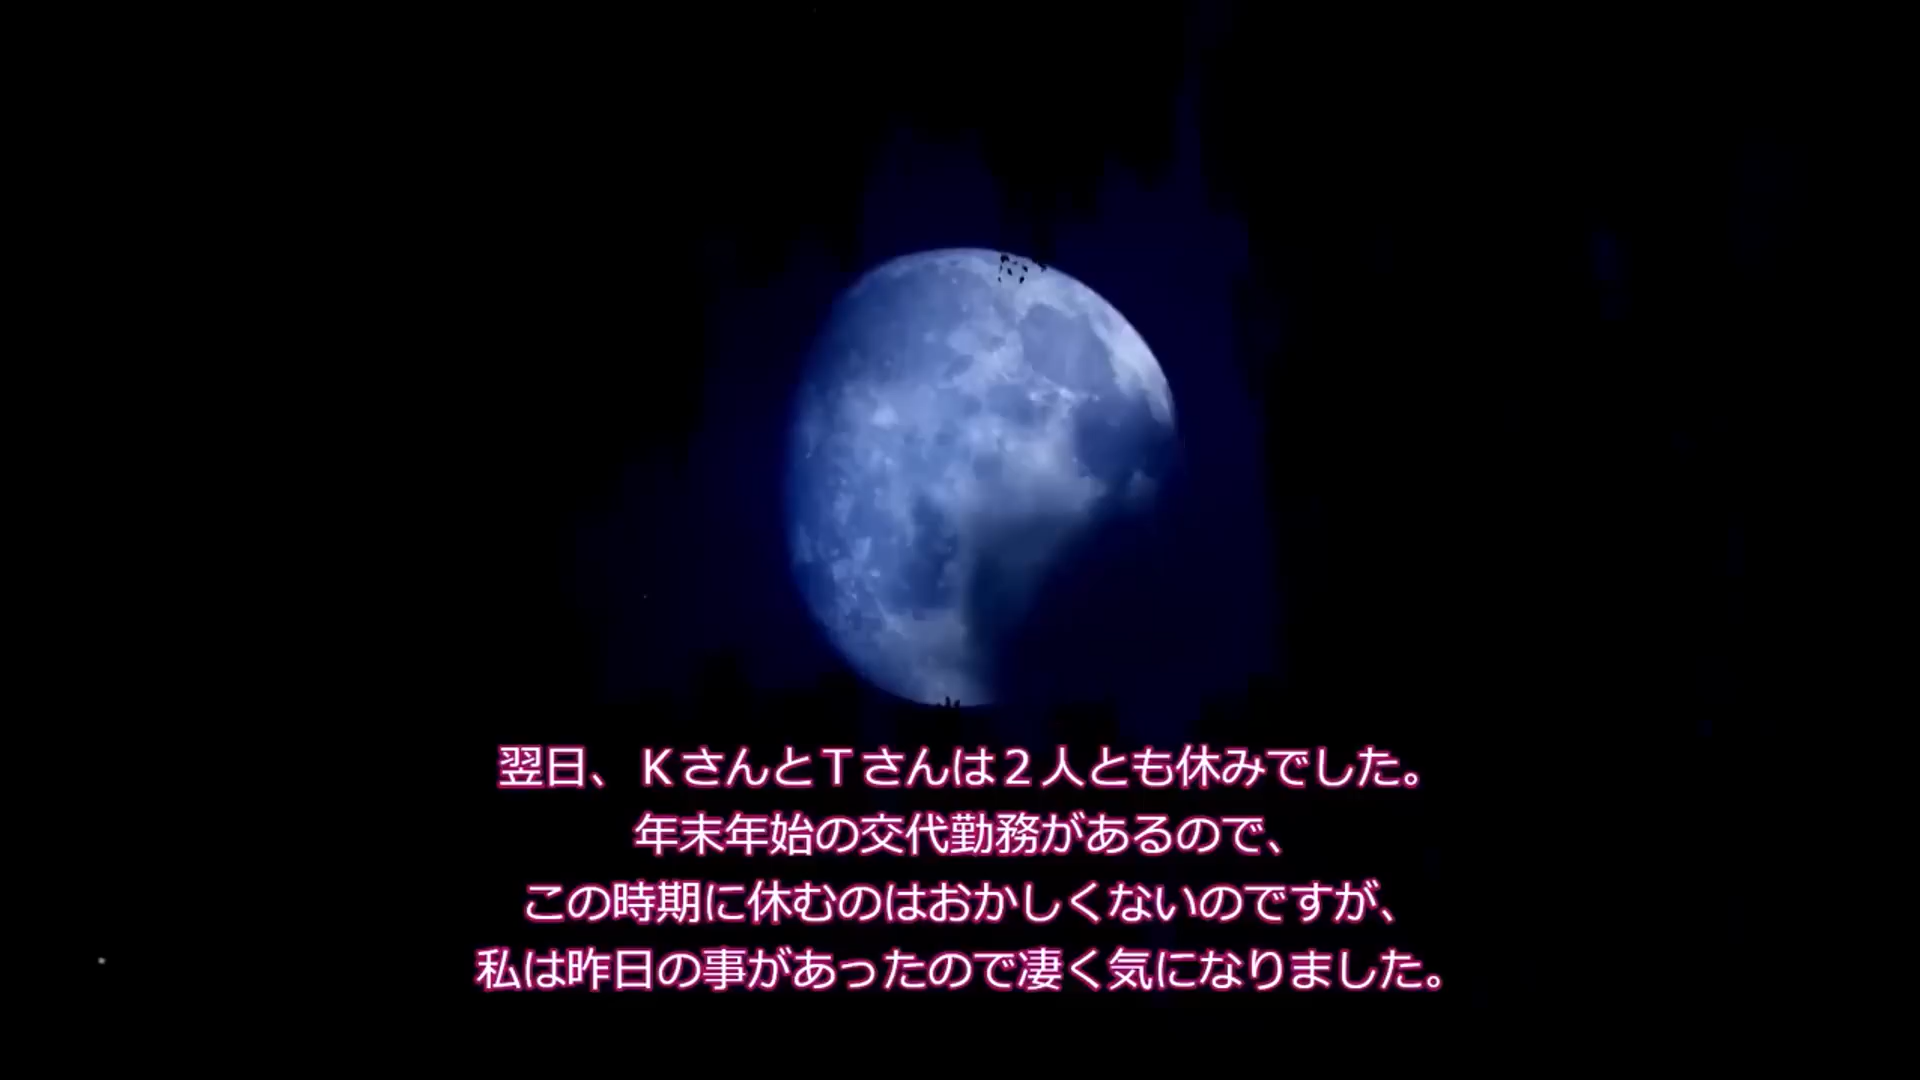 翌日、ＫさんとＴさんは２人とも休みでした。
年末年始の交代勤務があるので、
この時期に休むのはおかしくないのですが、
私は昨日の事があったので凄く気になりました。